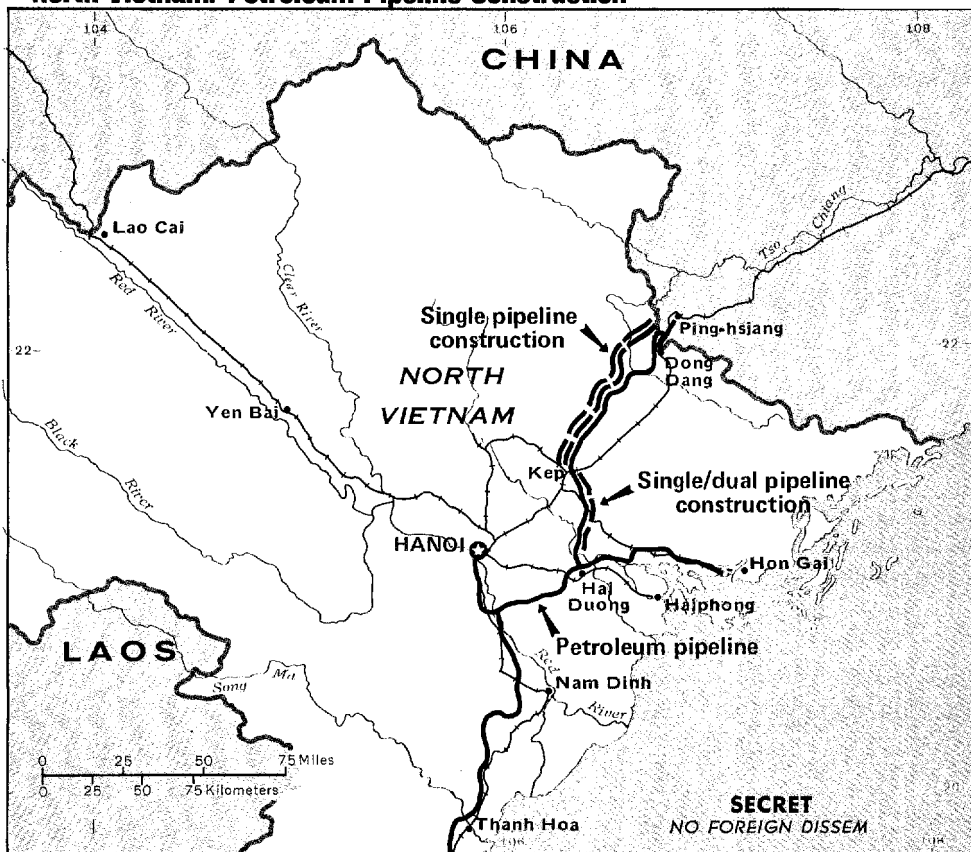 North Vietnam: Petroleum Pipeline Construction
104
106
108
CHINA
Lao Cai
Red
River
Clear River
Tso Chiang
Single pipeline
construction
Ping-hsiang
22
22
Dong
Dang
NORTH
VIETNAM
Yen Bai
Black
River
Kep
Single/dual pipeline
construction
HANOI
Hon Gai
Hai
Duong
Haiphong
Petroleum pipeline
LAOS
Song Ma
Red
River
Nam Dinh
0 25 50 75 Miles
0 25 50 75 Kilometers
20
SECRET
NO FOREIGN DISSEM
Thanh Hoa
106
108